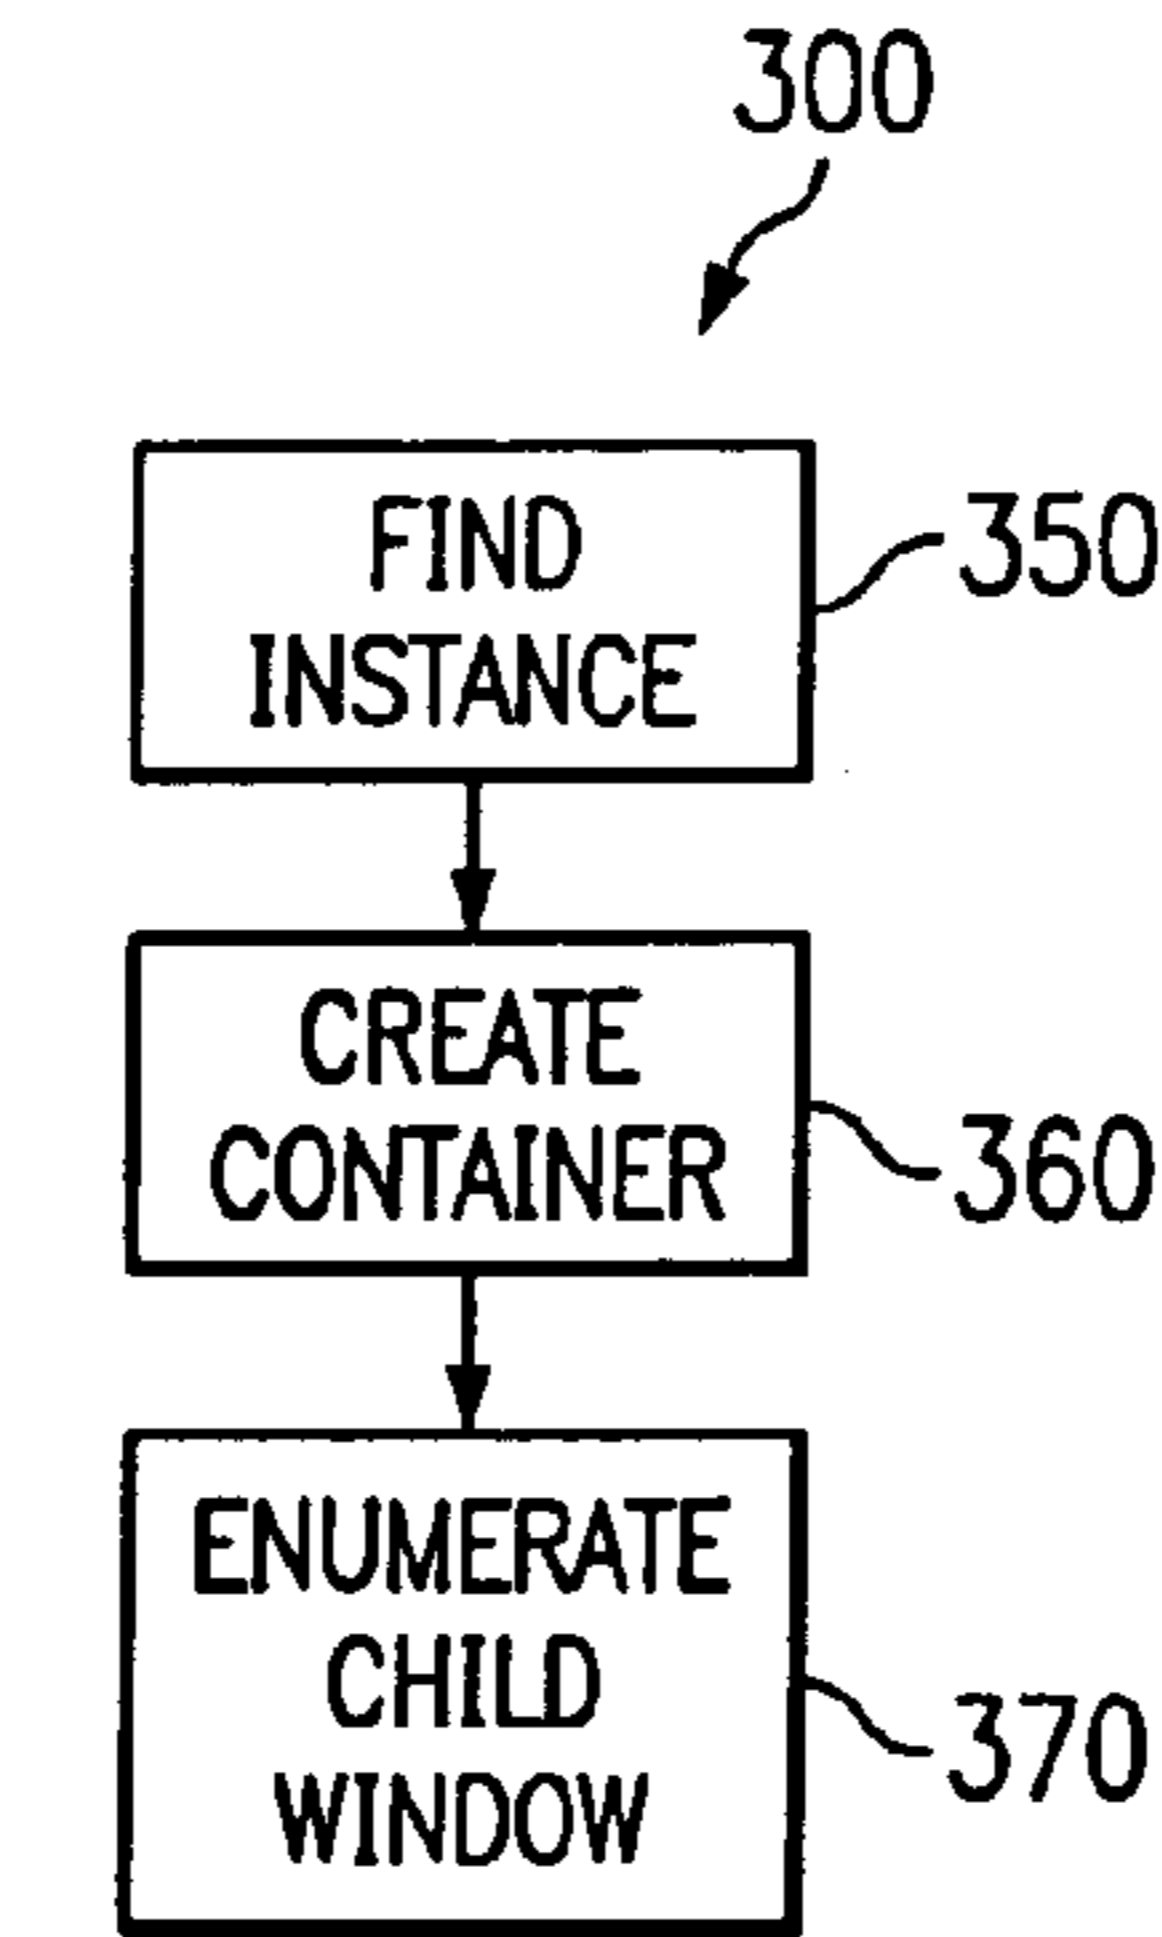 300
FIND
INSTANCE
350
CREATE
CONTAINER
360
ENUMERATE
CHILD
WINDOW
370